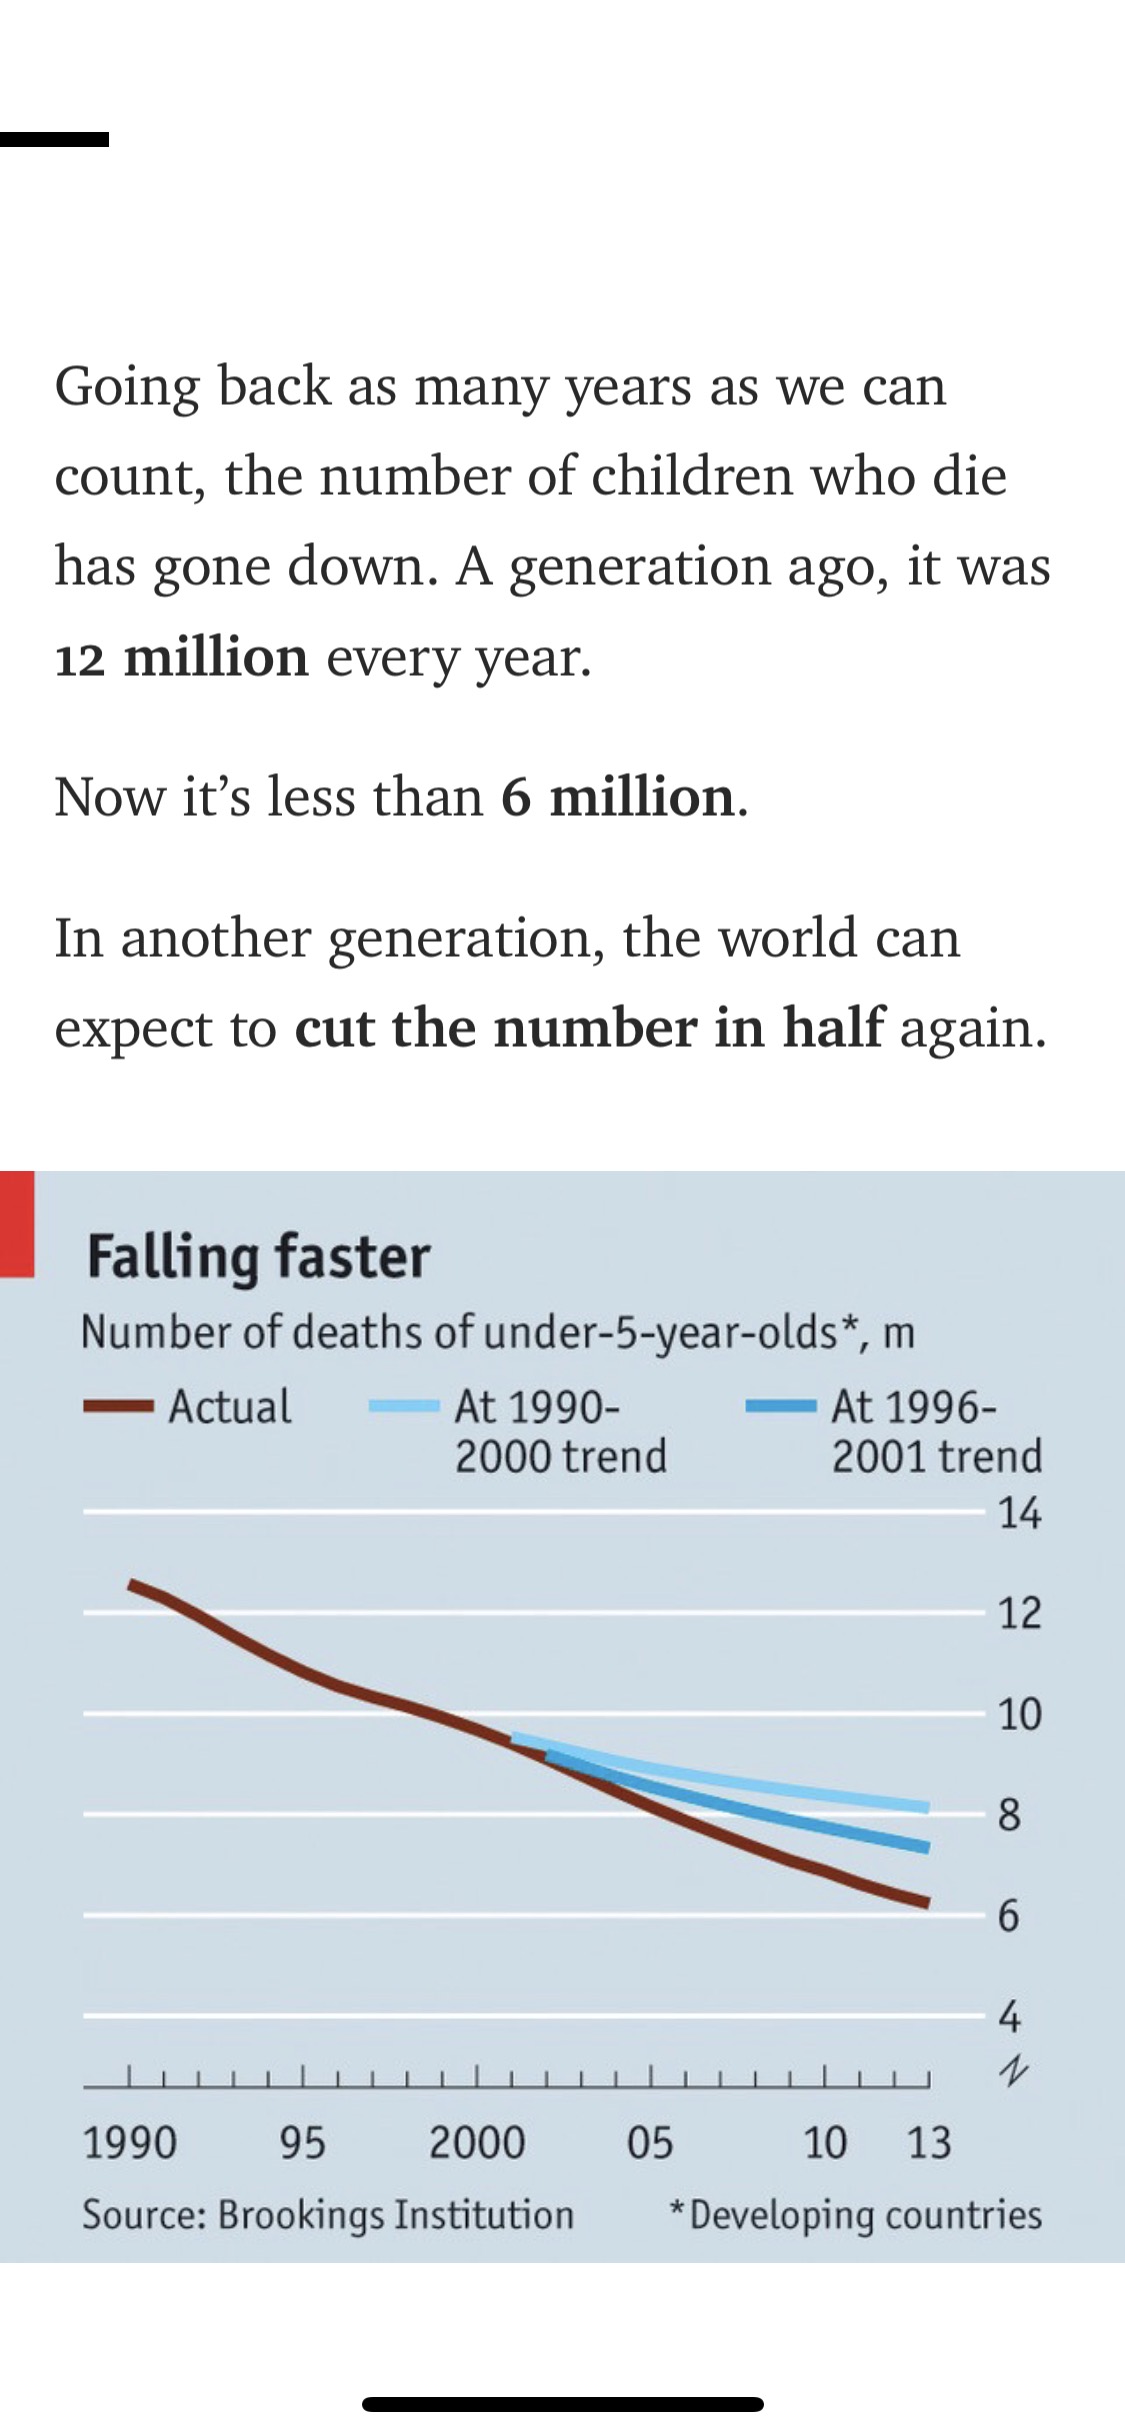 Going back as many years as we can
count, the number of children who die
has gone down. A generation ago, it was
12 million every year.
Now it’s less than 6 million.
In another generation, the world can
expect to cut the number in half again.
Falling faster
Number of deaths of under-5-year-olds*, m
Actual
At 1990-
2000 trend
At 1996-
2001 trend
14
12
10
8
6
4
1990 95 2000 05 10 13
Source: Brookings Institution *Developing countries